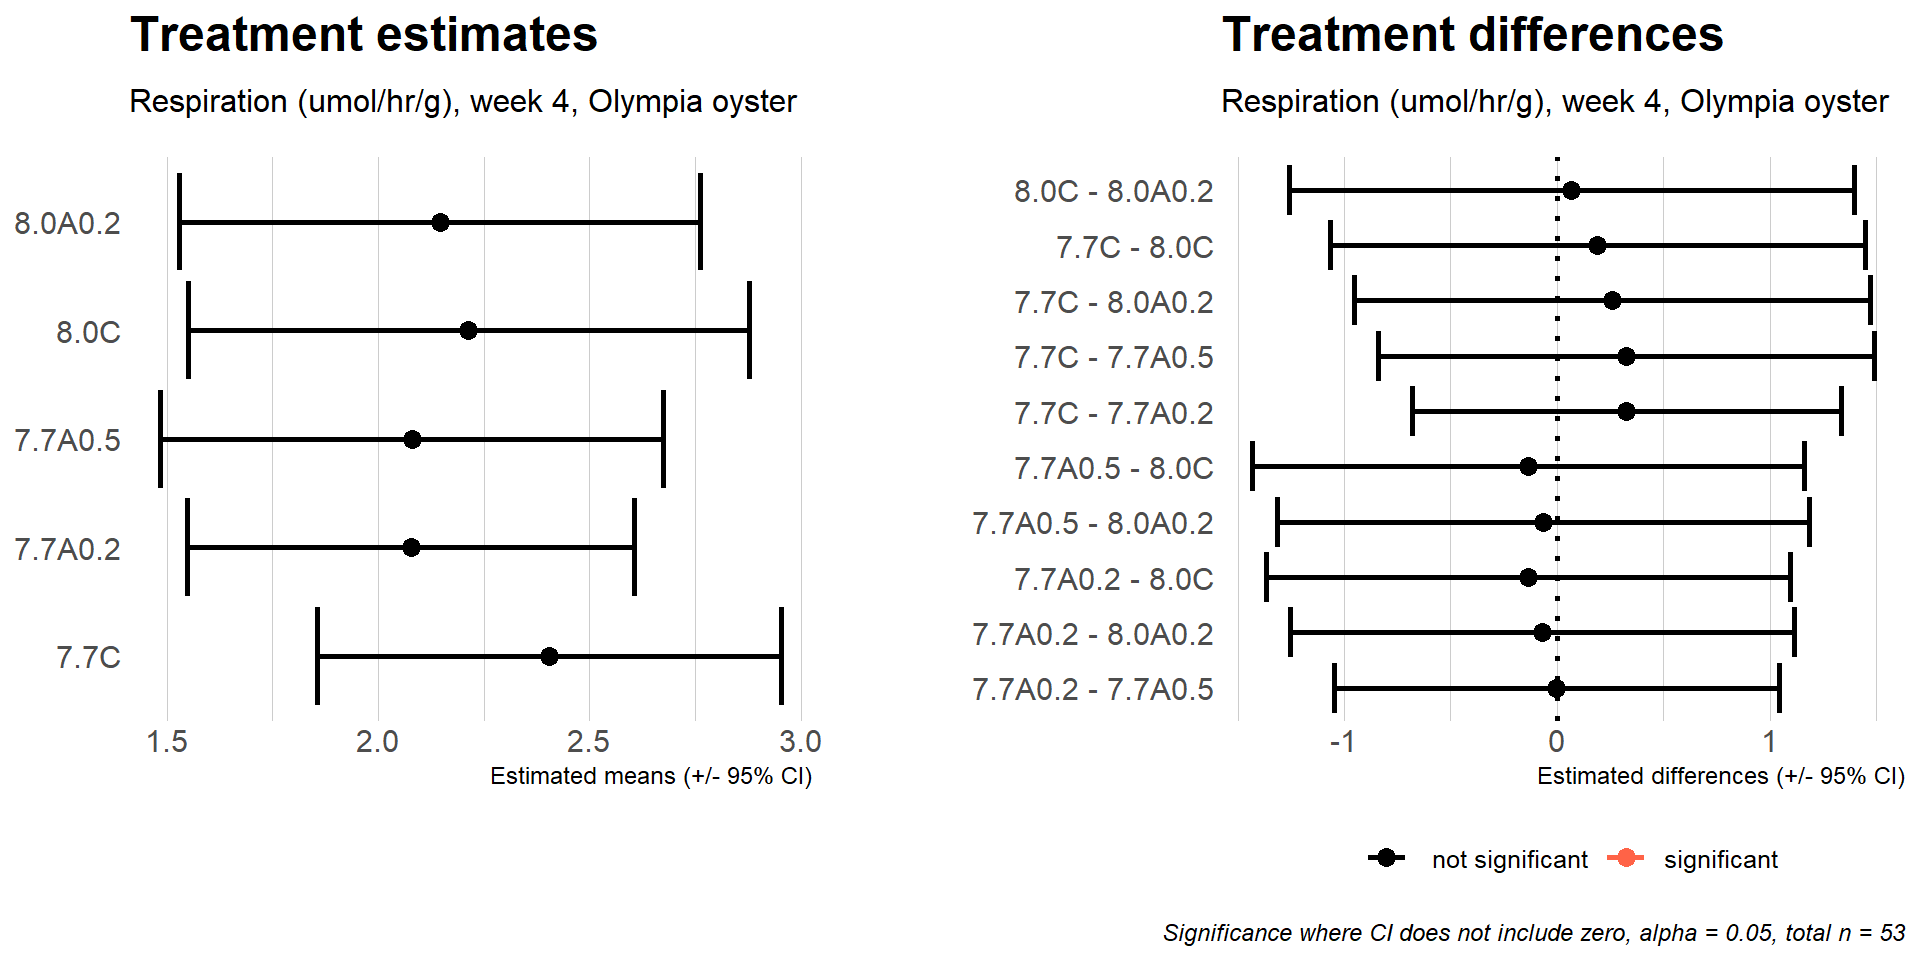 Treatment estimates
Respiration (umol/hr/g), week 4, Olympia oyster
8.0A0.2
8.0C
7.7A0.5
7.7A0.2
7.7C
1.5 2.0 2.5 3.0
Estimated means (+/- 95% CI)
Treatment differences
Respiration (umol/hr/g), week 4, Olympia oyster
8.0C - 8.0A0.2
7.7C - 8.0C
7.7C - 8.0A0.2
7.7C - 7.7A0.5
7.7C - 7.7A0.2
7.7A0.5 - 8.0C
7.7A0.5 - 8.0A0.2
7.7A0.2 - 8.0C
7.7A0.2 - 8.0A0.2
7.7A0.2 - 7.7A0.5
-1 0 1
Estimated differences (+/- 95% CI)
not significant significant
Significance where CI does not include zero, alpha = 0.05, total n = 53